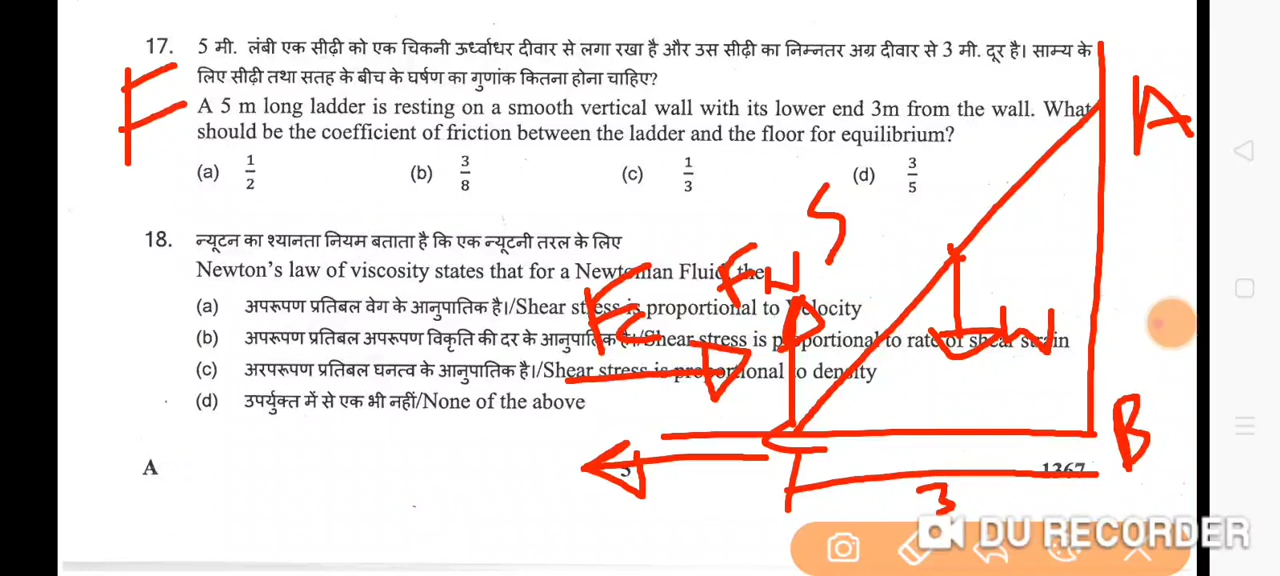 17. 5 मी. लंबी एक सीढ़ी को एक चिकनी ऊर्ध्वाधर दीवार से लगा रखा है और उस सीढ़ी का निम्नतर अग्र दीवार से 3 मी. दूर है। साम्य के
लिए सीढ़ी तथा सतह के बीच के घर्षण का गुणांक कितना होना चाहिए?
A 5 m long ladder is resting on a smooth vertical wall with its lower end 3m from the wall. What
should be the coefficient of friction between the ladder and the floor for equilibrium?
(a) 1/2 (b) 3/8 (c) 1/3 (d) 3/5
F
A
5
18. न्यूटन का श्यानता नियम बताता है कि एक न्यूटनी तरल के लिए
Newton's law of viscosity states that for a Newtonian Fluid, the
(a) अपरूपण प्रतिबल वेग के आनुपातिक है।/Shear stress is proportional to Velocity
(b) अपरूपण प्रतिबल अपरूपण विकृति की दर के आनुपातिक है।/Shear stress is proportional to rate of shear strain
(c) अरपरूपण प्रतिबल घनत्व के आनुपातिक है।/Shear stress is proportional to density
(d) उपर्युक्त में से एक भी नहीं/None of the above
FN
W
B
A
1367
3
DU RECORDER